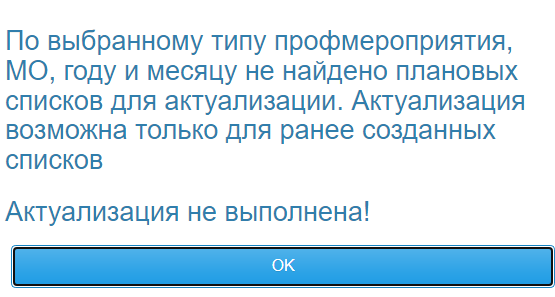 По выбранному типу профмероприятия,
МО, году и месяцу не найдено плановых
списков для актуализации. Актуализация
возможна только для ранее созданных
списков
Актуализация не выполнена!
OK